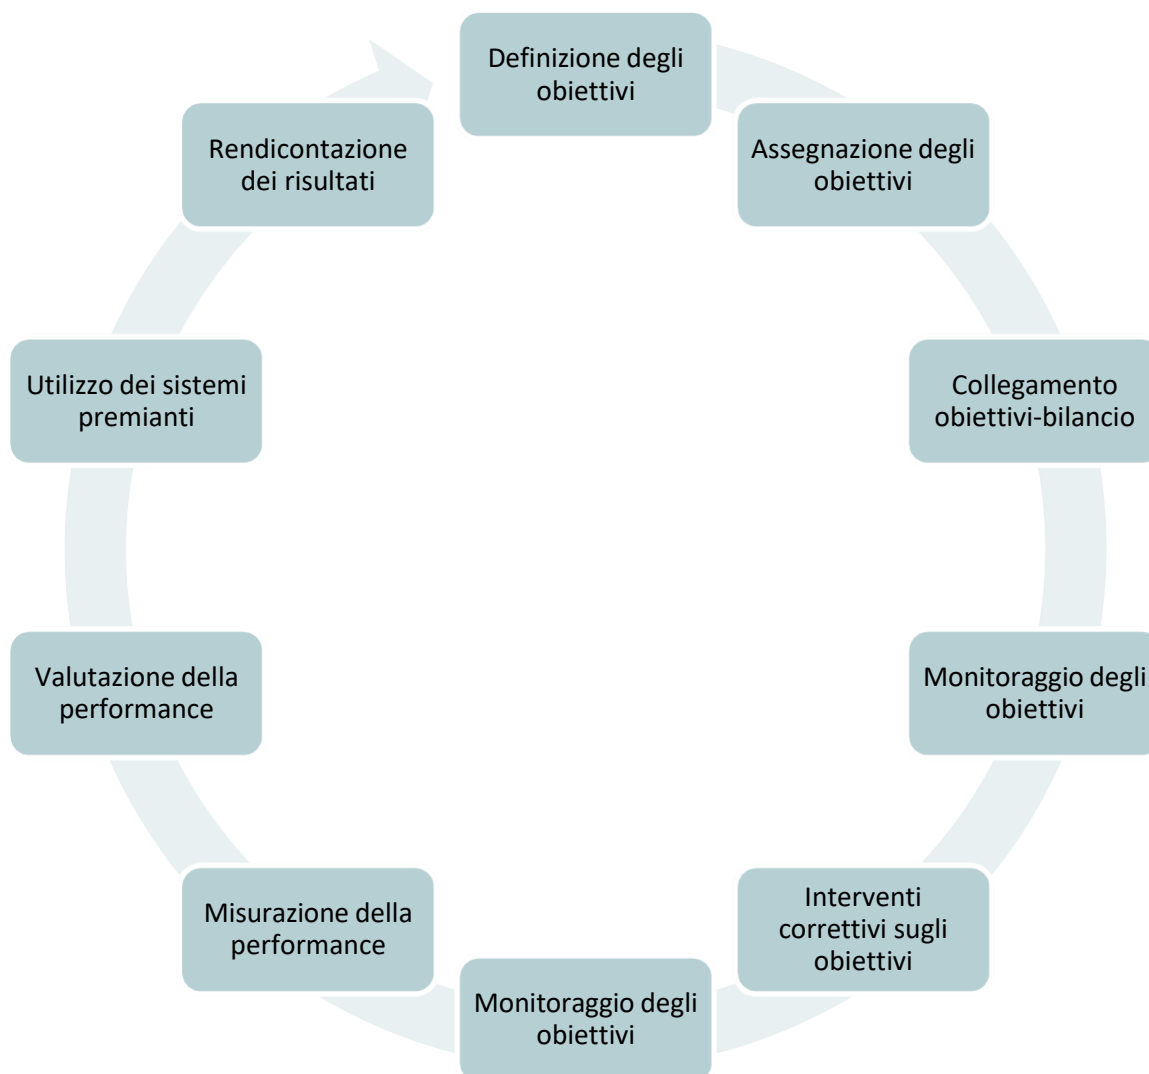 Definizione degli
obiettivi
Assegnazione degli
obiettivi
Collegamento
obiettivi-bilancio
Monitoraggio degli
obiettivi
Interventi
correttivi sugli
obiettivi
Monitoraggio degli
obiettivi
Misurazione della
performance
Valutazione della
performance
Utilizzo dei sistemi
premianti
Rendicontazione
dei risultati